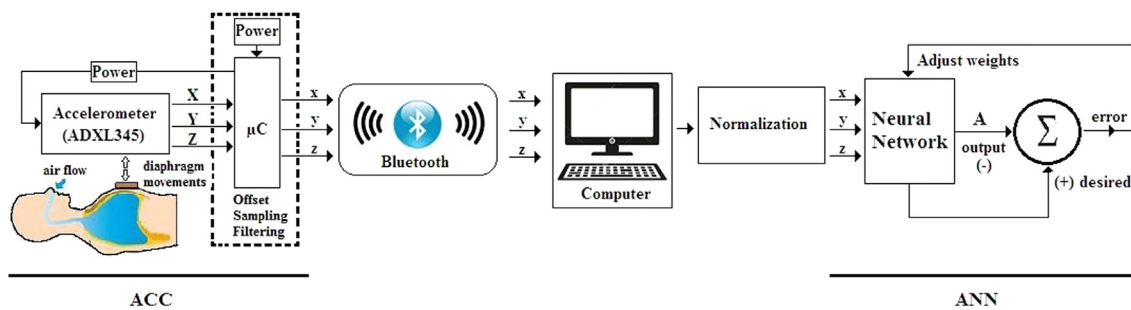 Power
Power
Accelerometer
(ADXL345)
X
Y
Z
µC
x
y
z
Bluetooth
x
y
z
Computer
Normalization
x
y
z
Adjust weights
Neural
Network
A
output
(-)
Σ
error
(+) desired
air flow
diaphragm
movements
Offset
Sampling
Filtering
ACC
ANN